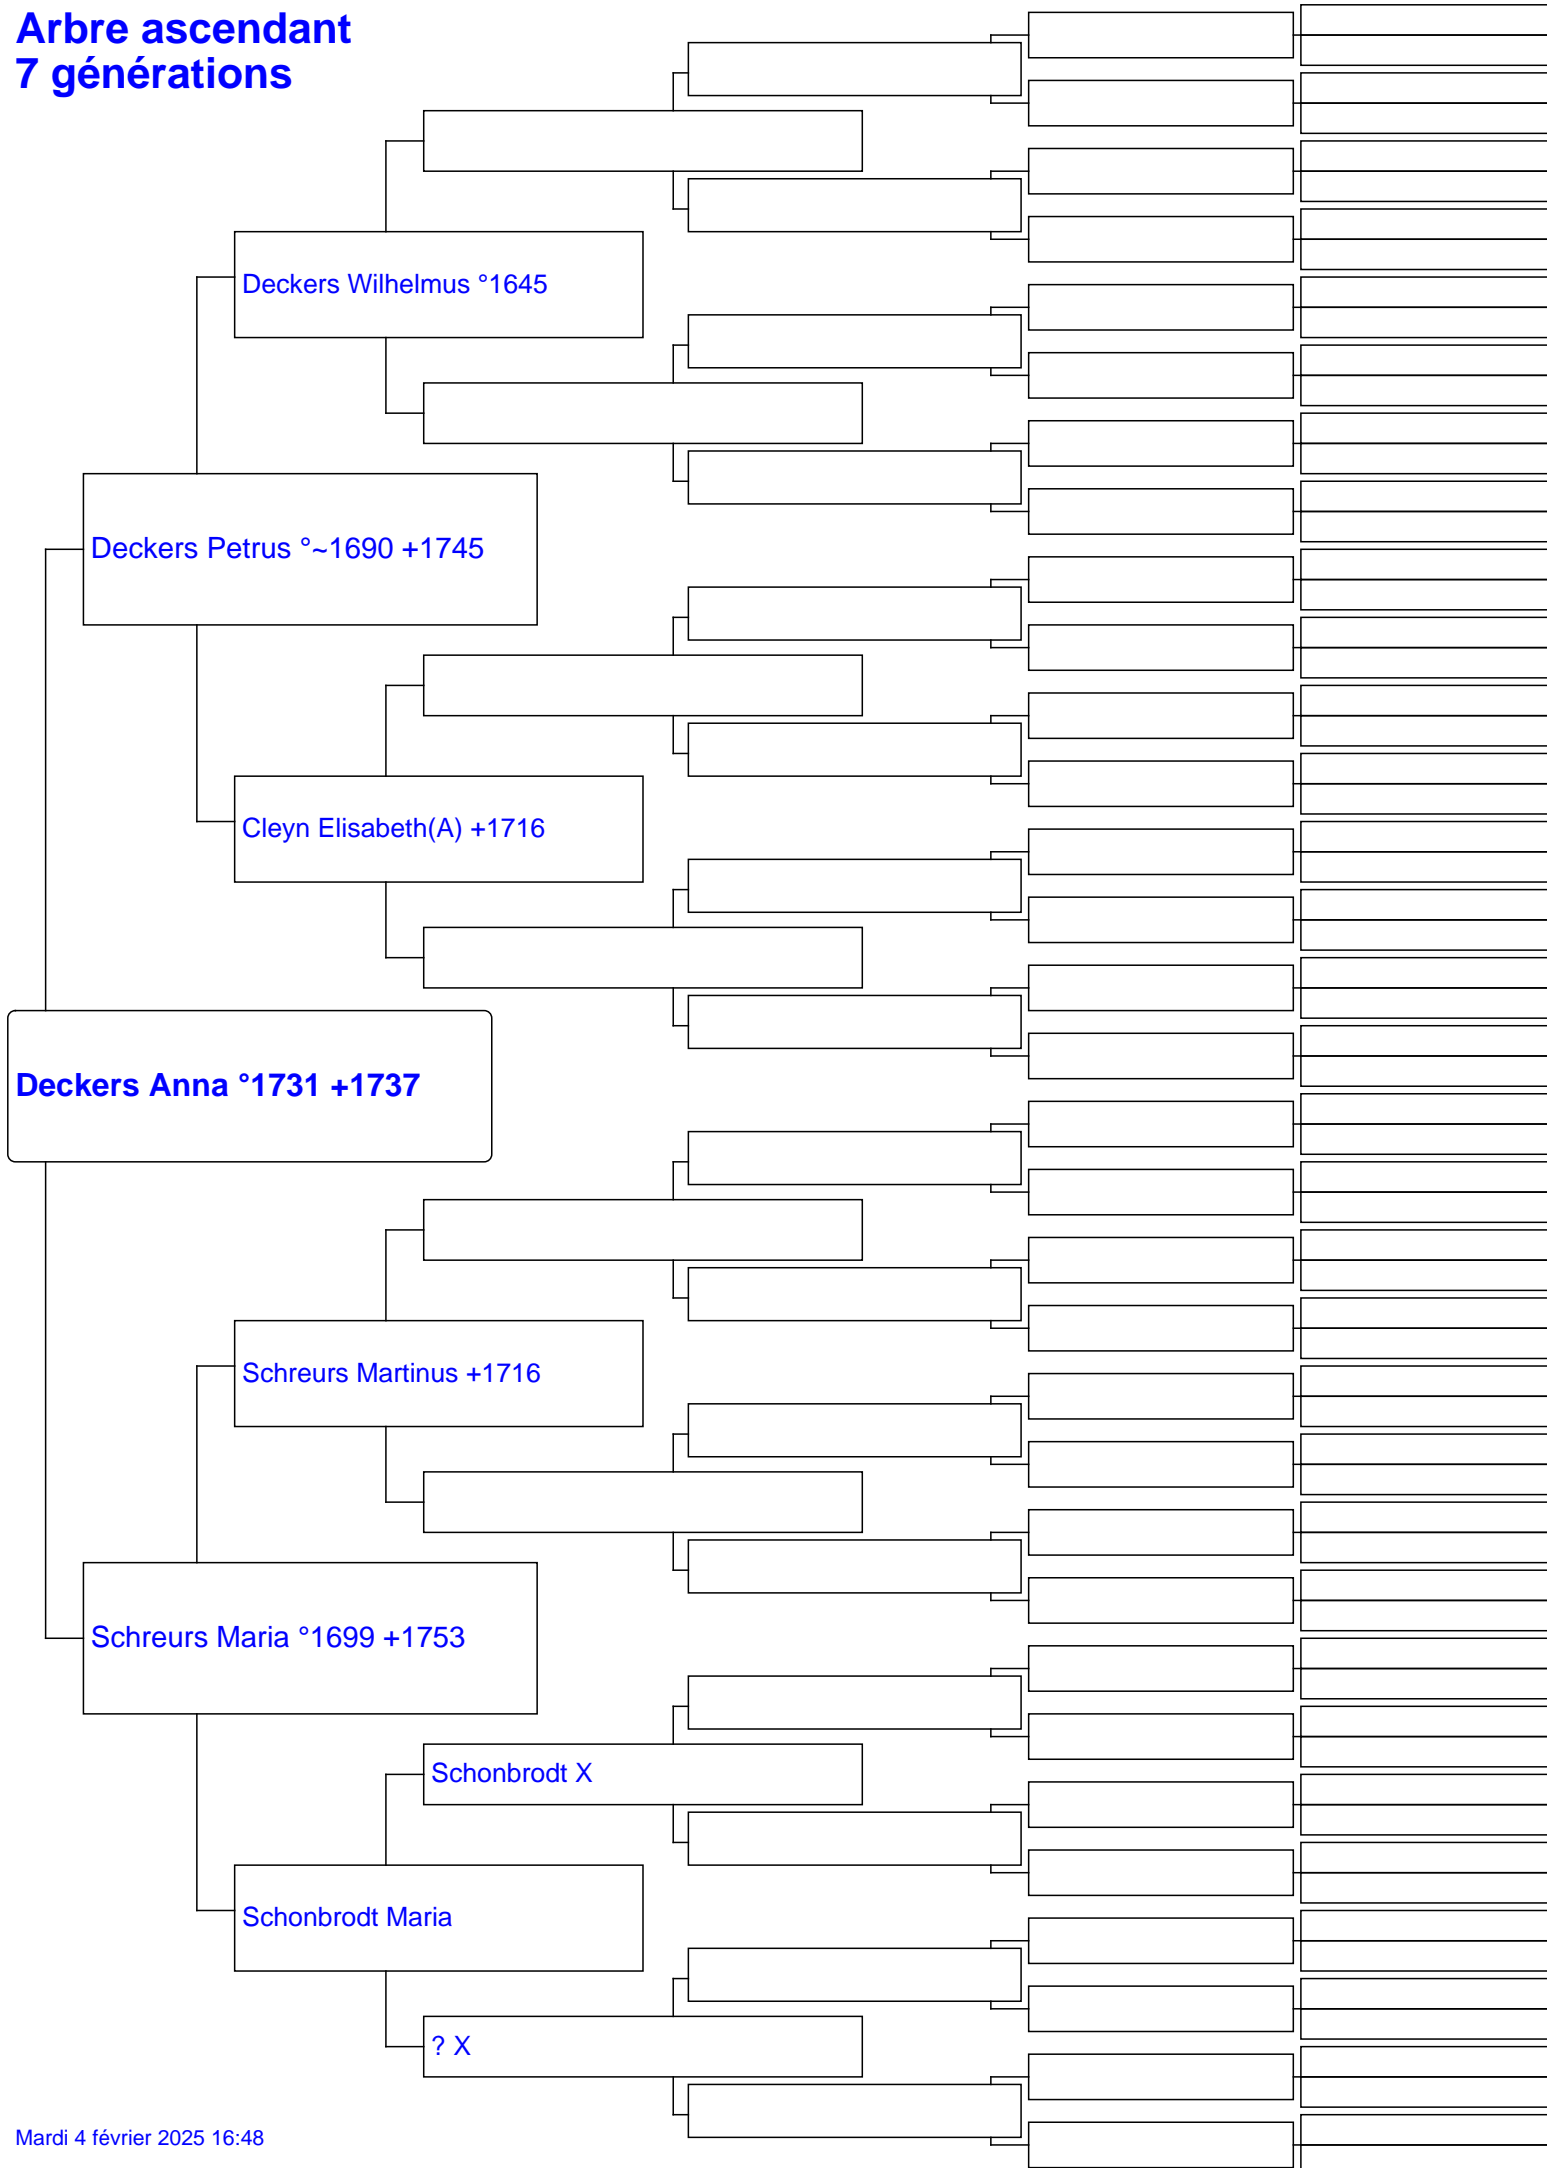 Arbre ascendant
7 générations
Deckers Wilhelmus °1645
Deckers Petrus °~1690 +1745
Cleyn Elisabeth(A) +1716
Deckers Anna °1731 +1737
Schreurs Martinus +1716
Schreurs Maria °1699 +1753
Schonbrodt X
Schonbrodt Maria
? X
Mardi 4 février 2025 16:48